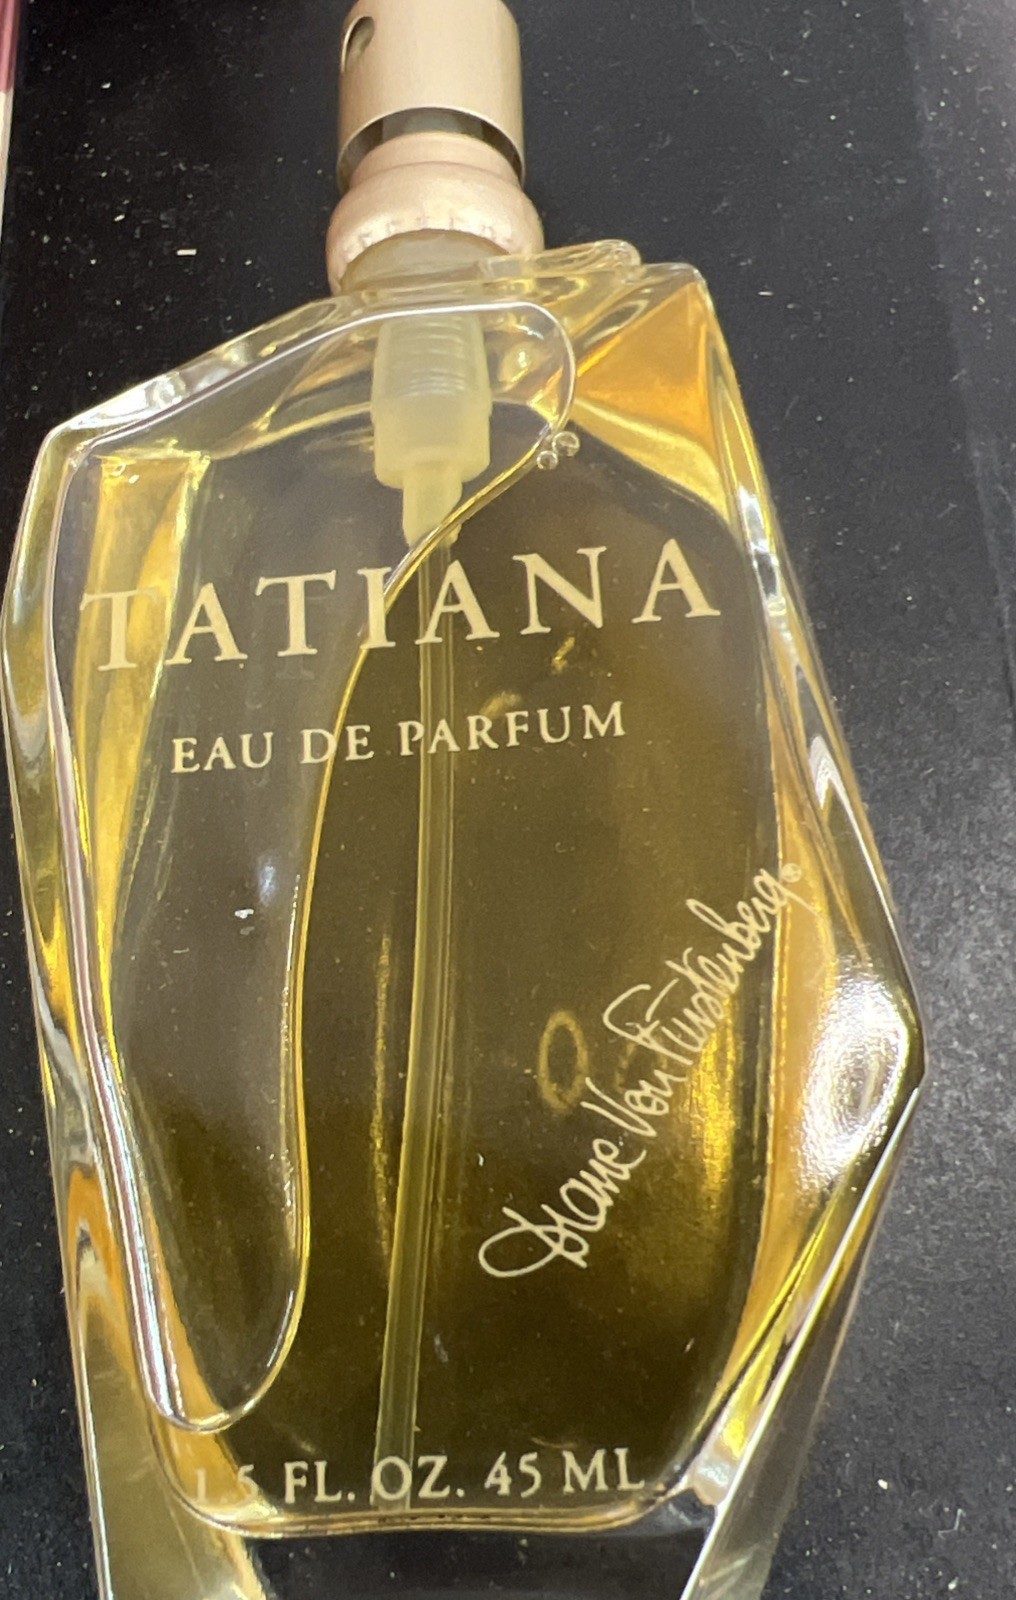 TATIANA
EAU DE PARFUM
Diane Von Furstenberg®
1.5 FL. OZ. 45 ML.